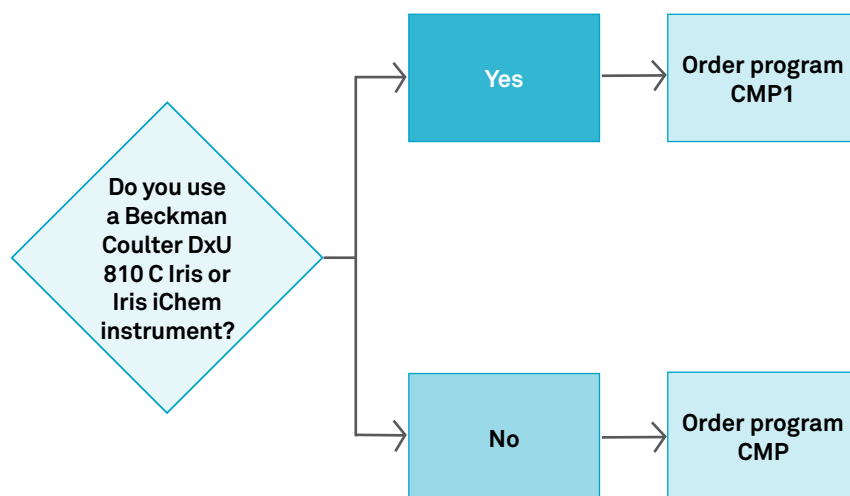 Do you use
a Beckman
Coulter DxU
810 C Iris or
Iris iChem
instrument?
Yes
Order program
CMP1
No
Order program
CMP